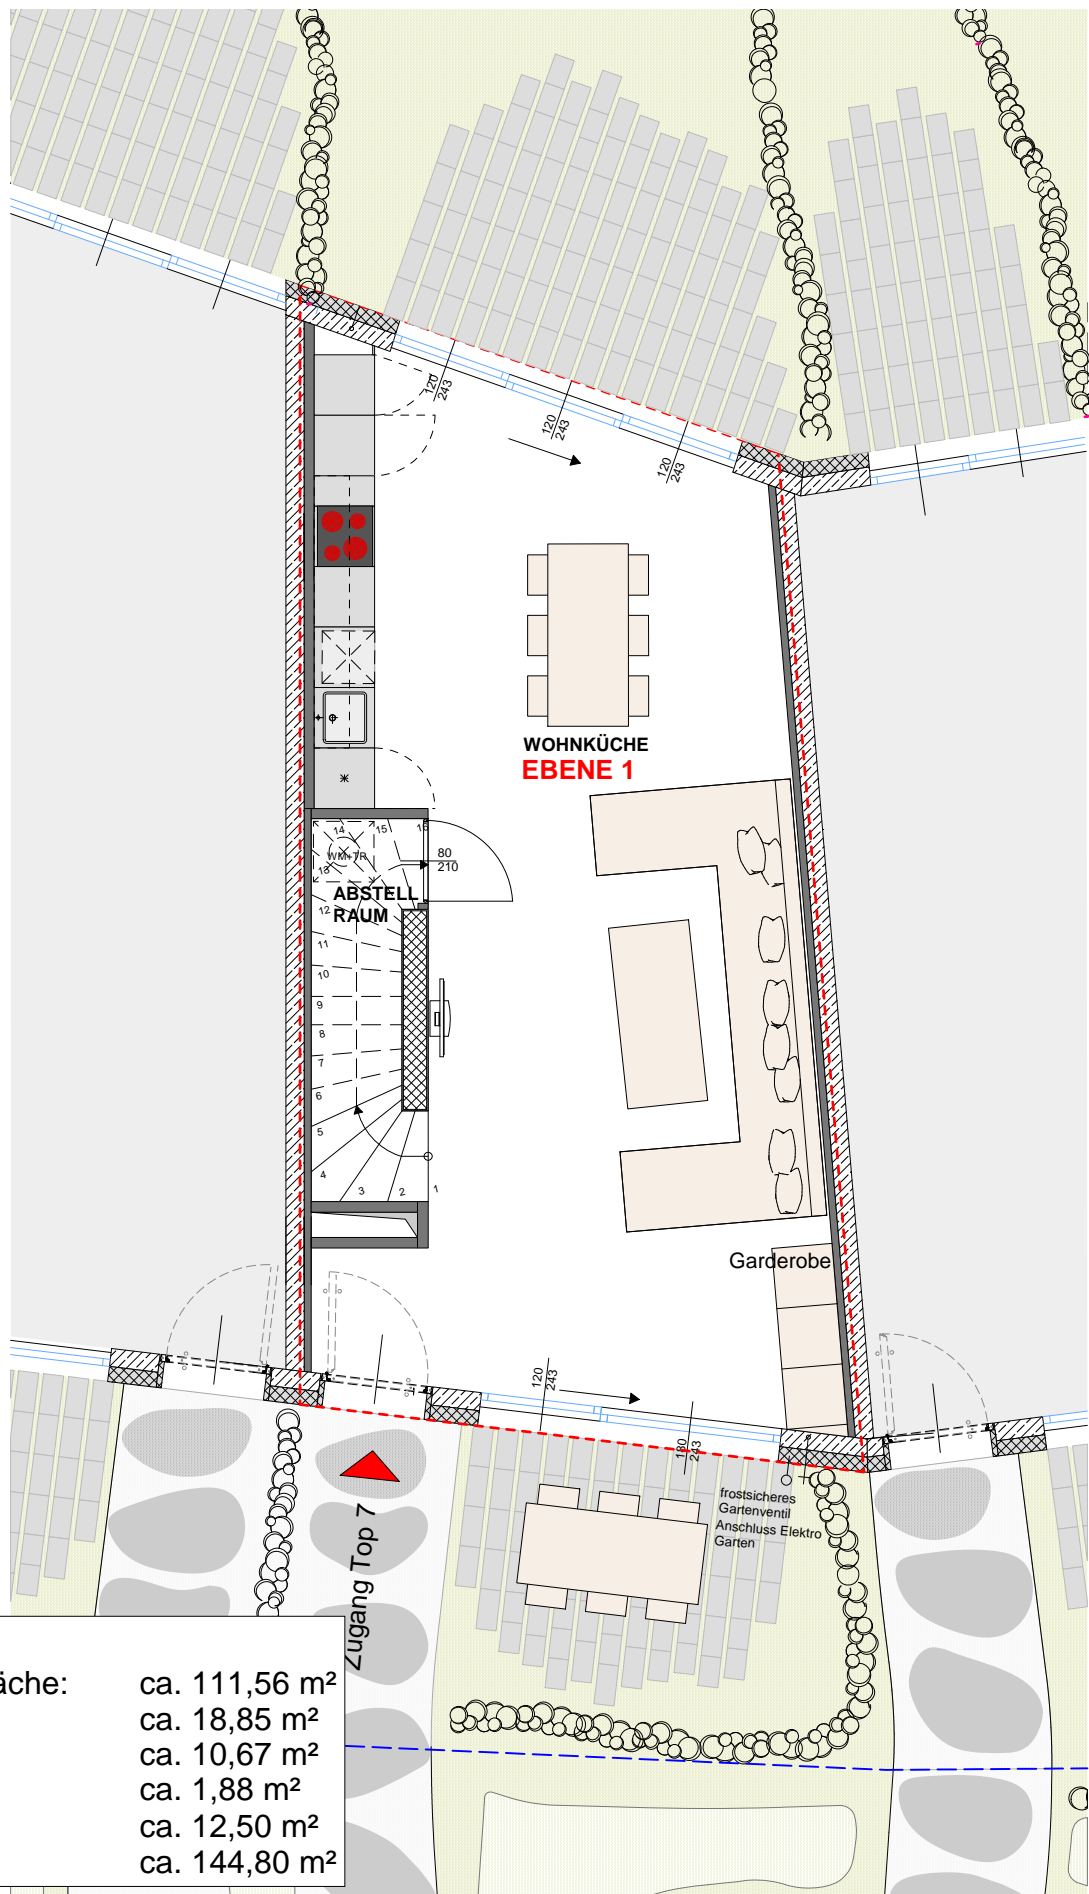 120
243
120
243
120
243
WOHNKÜCHE
EBENE 1
14
15
16
WM+TR
13
80
210
ABSTELL
RAUM
12
11
10
9
8
7
6
5
4
3
2
1
Garderobe
120
243
180
243
frostsicheres
Gartenventil
Anschluss Elektro
Garten
Zugang Top 7
äche: ca. 111,56 m²
ca. 18,85 m²
ca. 10,67 m²
ca. 1,88 m²
ca. 12,50 m²
ca. 144,80 m²